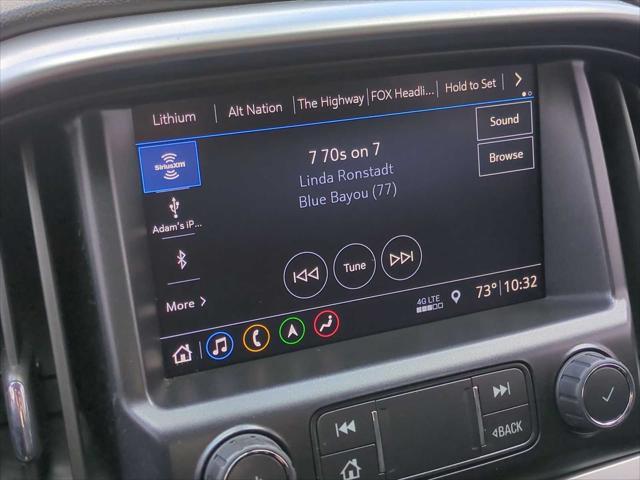 Lithium Alt Nation The Highway FOX Headli... Hold to Set
SiriusXM
7 70s on 7
Linda Ronstadt
Blue Bayou (77)
Sound
Browse
Adam's iP...
More
Tune
4G LTE
73° 10:32
BACK